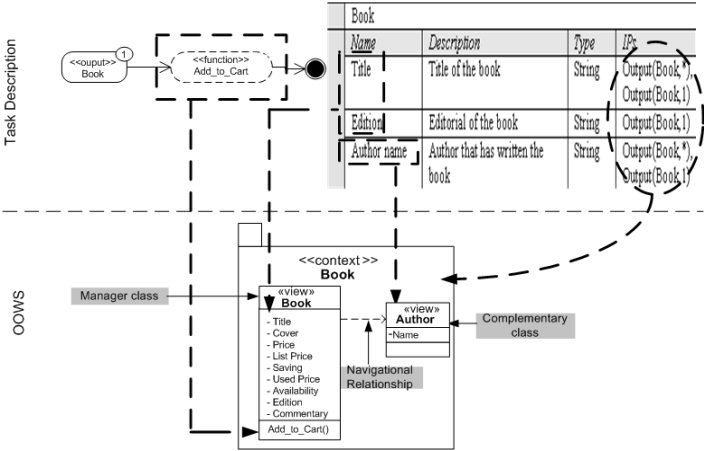 Task Description
1
<<ouput>>
Book
<<function>>
Add_to_Cart
Book
Name Description Type IPs
Title Title of the book String Output(Book,*),
Output(Book,1)
Edition Editorial of the book String Output(Book,1)
Author name Author that has written the String Output(Book,*),
book Output(Book,1)
OOWS
<<context >>
Book
Manager class
«view»
Book
- Title
- Cover
- Price
- List Price
- Saving
- Used Price
- Availability
- Edition
- Commentary
Add_to_Cart()
«view»
Author
-Name
Complementary
class
Navigational
Relationship